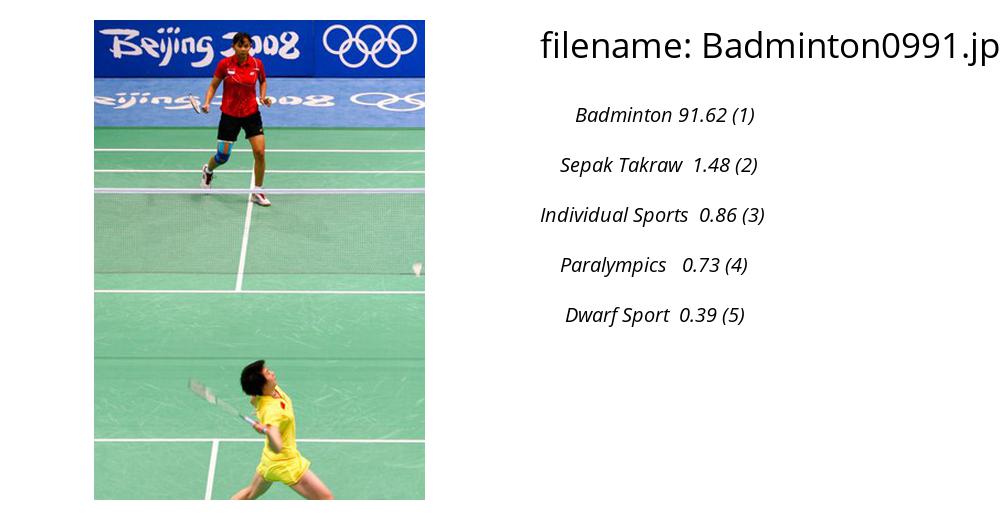 Beijing 2008
eijing 2008
filename: Badminton0991.jp
Badminton 91.62 (1)
Sepak Takraw 1.48 (2)
Individual Sports 0.86 (3)
Paralympics 0.73 (4)
Dwarf Sport 0.39 (5)